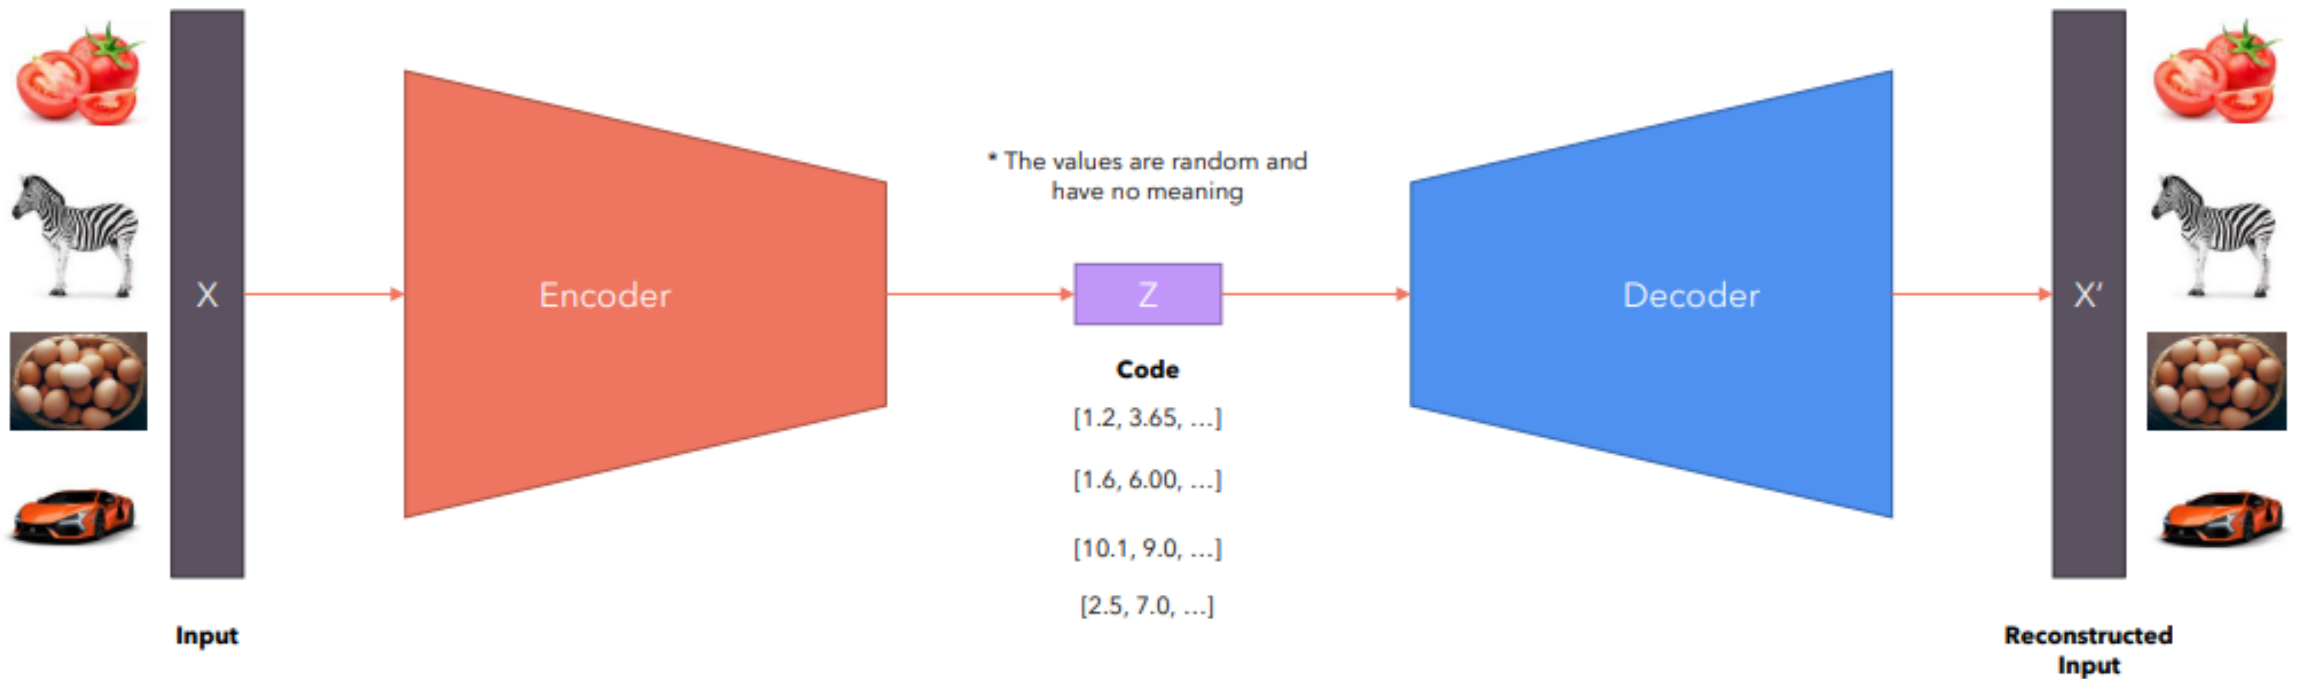 * The values are random and
have no meaning
X
Encoder
Z
Decoder
X'
Code
[1.2, 3.65, …]
[1.6, 6.00, …]
[10.1, 9.0, …]
[2.5, 7.0, …]
Input
Reconstructed
Input